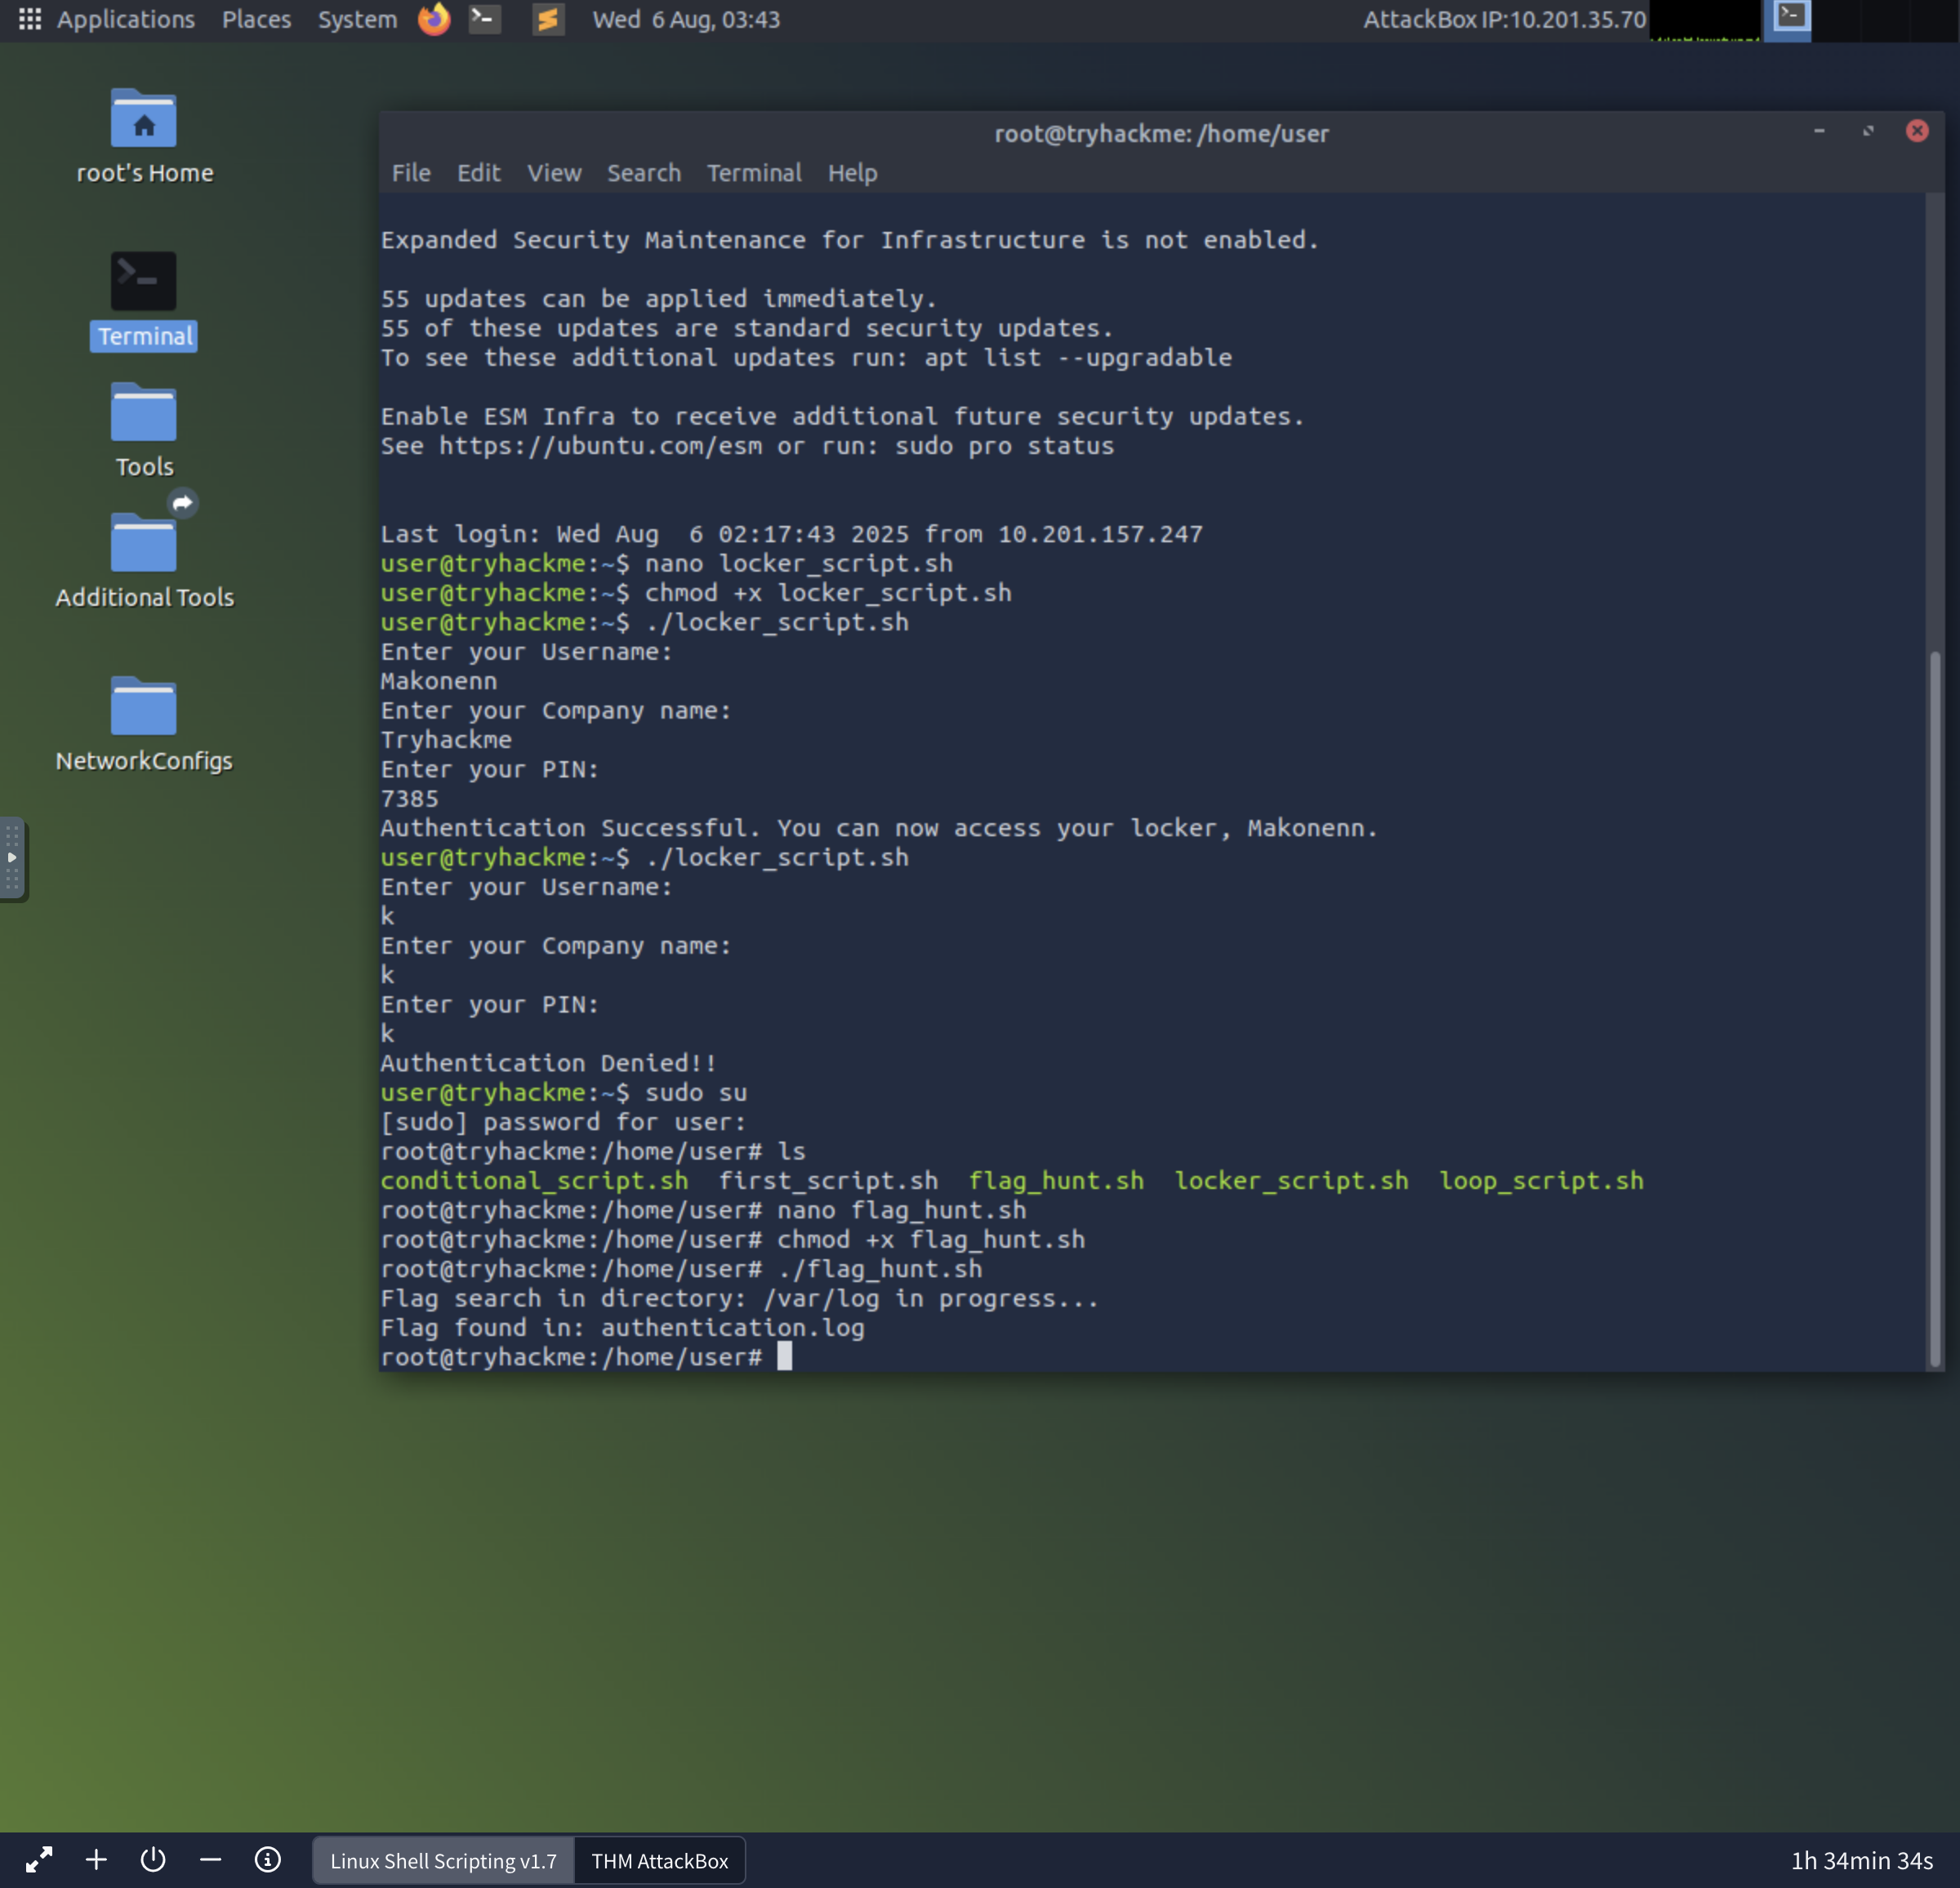 Applications Places System Wed 6 Aug, 03:43 AttackBox IP:10.201.35.70
root's Home
Terminal
Tools
Additional Tools
NetworkConfigs
root@tryhackme: /home/user
File Edit View Search Terminal Help
Expanded Security Maintenance for Infrastructure is not enabled.
55 updates can be applied immediately.
55 of these updates are standard security updates.
To see these additional updates run: apt list --upgradable
Enable ESM Infra to receive additional future security updates.
See https://ubuntu.com/esm or run: sudo pro status
Last login: Wed Aug  6 02:17:43 2025 from 10.201.157.247
user@tryhackme:~$ nano locker_script.sh
user@tryhackme:~$ chmod +x locker_script.sh
user@tryhackme:~$ ./locker_script.sh
Enter your Username:
Makonenn
Enter your Company name:
Tryhackme
Enter your PIN:
7385
Authentication Successful. You can now access your locker, Makonenn.
user@tryhackme:~$ ./locker_script.sh
Enter your Username:
k
Enter your Company name:
k
Enter your PIN:
k
Authentication Denied!!
user@tryhackme:~$ sudo su
[sudo] password for user:
root@tryhackme:/home/user# ls
conditional_script.sh  first_script.sh  flag_hunt.sh  locker_script.sh  loop_script.sh
root@tryhackme:/home/user# nano flag_hunt.sh
root@tryhackme:/home/user# chmod +x flag_hunt.sh
root@tryhackme:/home/user# ./flag_hunt.sh
Flag search in directory: /var/log in progress...
Flag found in: authentication.log
root@tryhackme:/home/user#
Linux Shell Scripting v1.7 THM AttackBox 1h 34min 34s